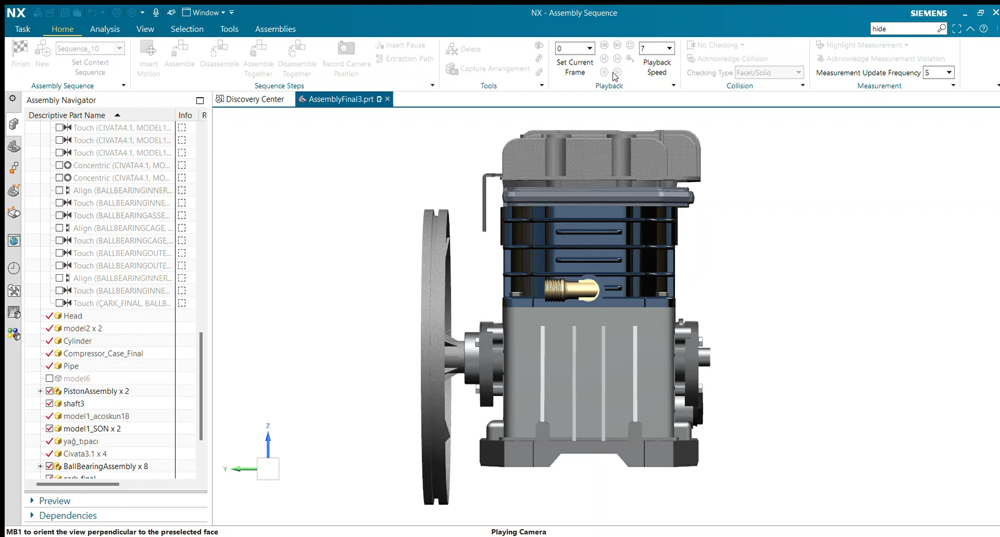 NX Window NX - Assembly Sequence SIEMENS
Task Home Analysis View Selection Tools Assemblies hide
Finish New Sequence_10 Set Context Sequence
Assembly Sequence
Insert Motion Assemble Disassemble Assemble Together Disassemble Together Record Camera Position Insert Pause Extraction Path
Sequence Steps
Delete Capture Arrangement
Tools
0 Set Current Frame 7 Playback Speed
Playback
No Checking
Acknowledge Collision
Checking Type Facet/Solid
Collision
Highlight Measurement
Acknowledge Measurement Violation
Measurement Update Frequency 5
Measurement
Assembly Navigator
Discovery Center AssemblyFinal3.prt
Descriptive Part Name Info R
Touch (CIVATA4.1, MODEL1...
Touch (CIVATA4.1, MODEL1...
Touch (CIVATA4.1, MODEL1...
Concentric (CIVATA4.1, MO...
Concentric (CIVATA4.1, MO...
Align (BALLBEARINGINNER...
Touch (BALLBEARINGINNE...
Touch (BALLBEARINGASSE...
Align (BALLBEARINGCAGE, ...
Touch (BALLBEARINGCAGE,...
Touch (BALLBEARINGOUTE...
Touch (BALLBEARINGOUTE...
Align (BALLBEARINGINNER...
Touch (BALLBEARINGINNE...
Touch (ÇARK_FINAL, BALLB...
Head
model2 x 2
Cylinder
Compressor_Case_Final
Pipe
model6
PistonAssembly x 2
shaft3
model1_acoskun18
model1_SON x 2
yağ_tıpacı
Civata3.1 x 4
BallBearingAssembly x 8
Z
Y
Preview
Dependencies
MB1 to orient the view perpendicular to the preselected face Playing Camera